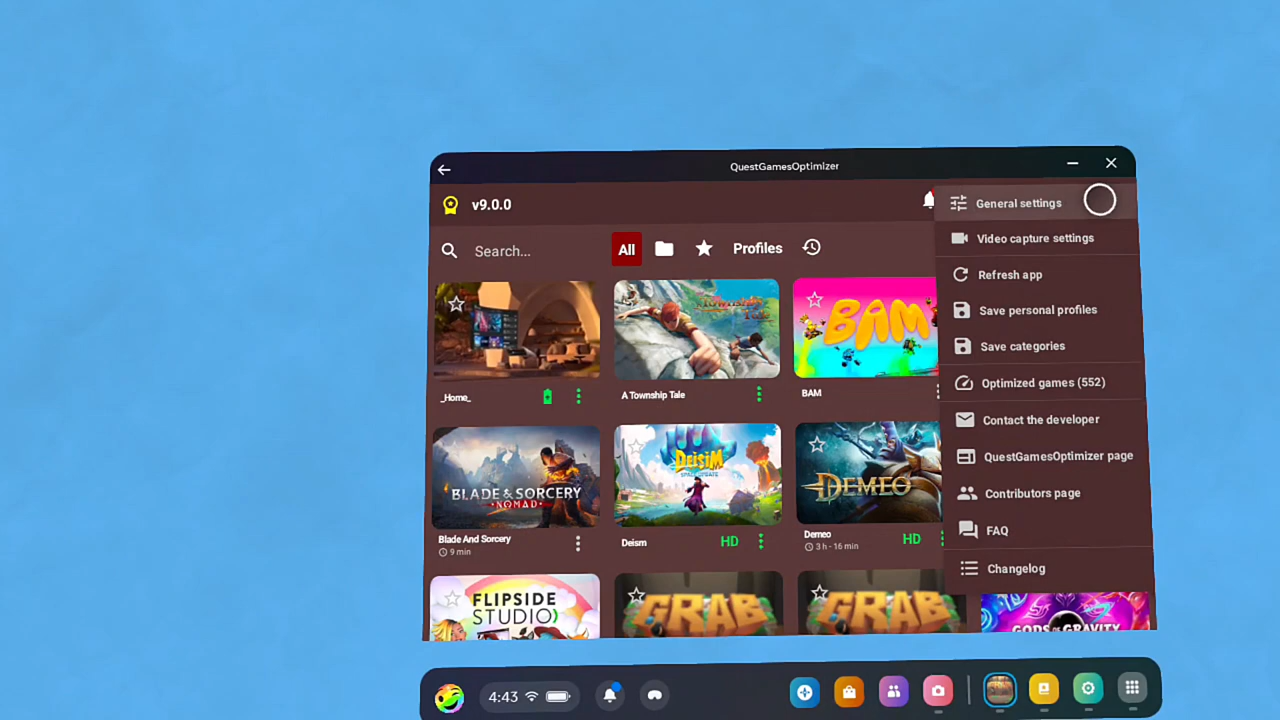 QuestGamesOptimizer
v9.0.0
General settings
Search...
All
Profiles
Video capture settings
Refresh app
Save personal profiles
Save categories
Optimized games (552)
Contact the developer
QuestGamesOptimizer page
Contributors page
FAQ
Changelog
Township
Tale
BAM
_Home_
A Township Tale
BAM
BLADE & SORCERY
NOMAD
DEISIM
DEMEO
Blade And Sorcery
9 min
Deism
HD
Demeo
3 h - 16 min
HD
FLIPSIDE
STUDIO
GRAB
GRAB
GODS OF GRAVITY
4:43